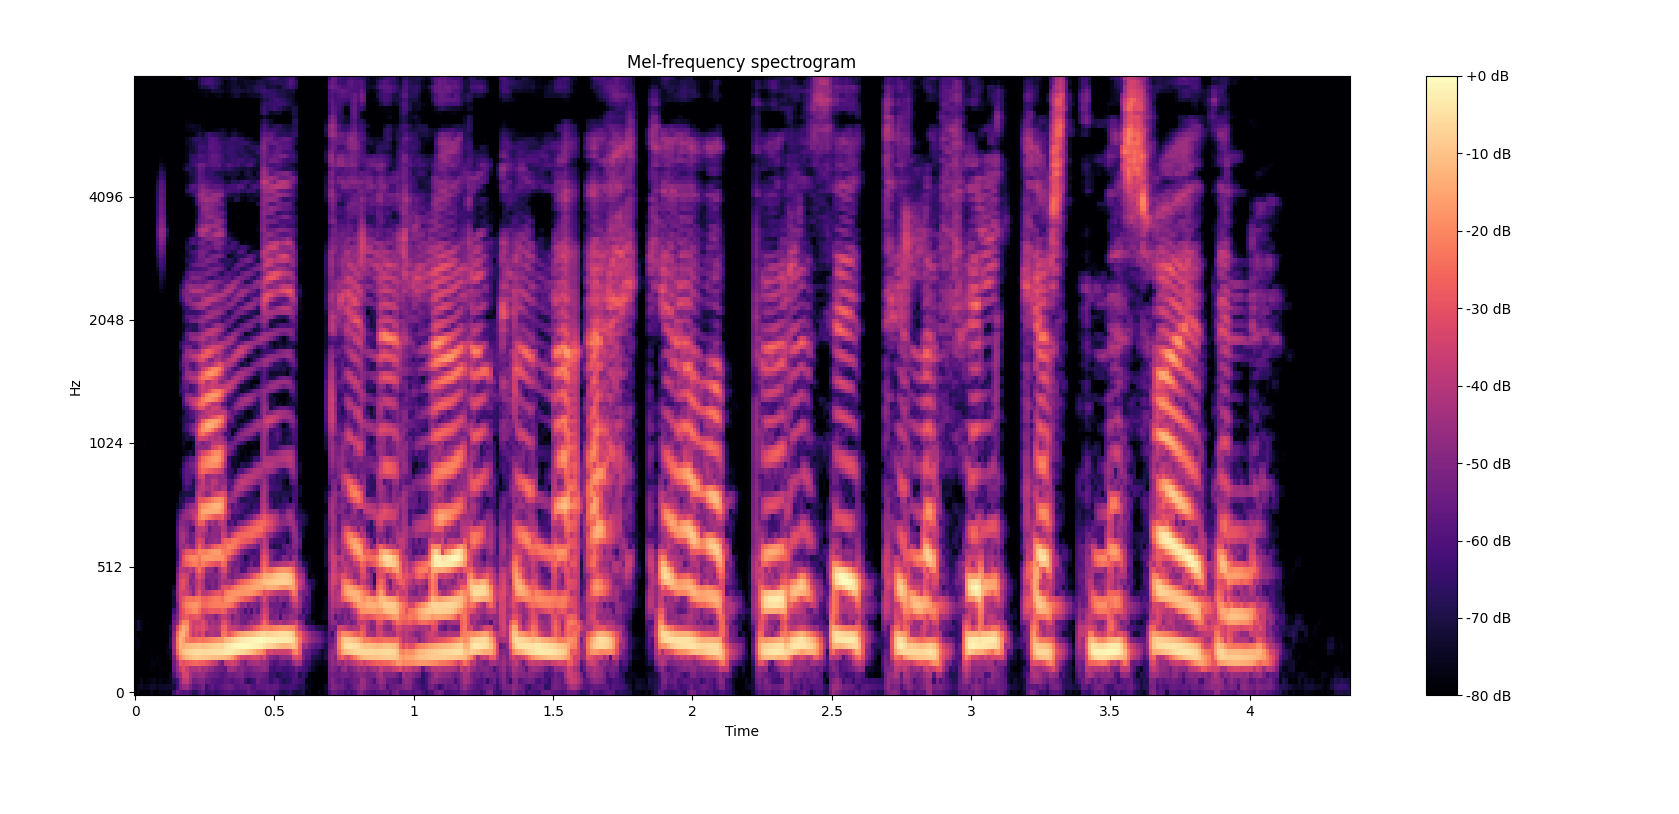 Mel-frequency spectrogram
+0 dB
-10 dB
-20 dB
-30 dB
-40 dB
-50 dB
-60 dB
-70 dB
-80 dB
Hz
4096
2048
1024
512
0
0 0.5 1 1.5 2 2.5 3 3.5 4
Time